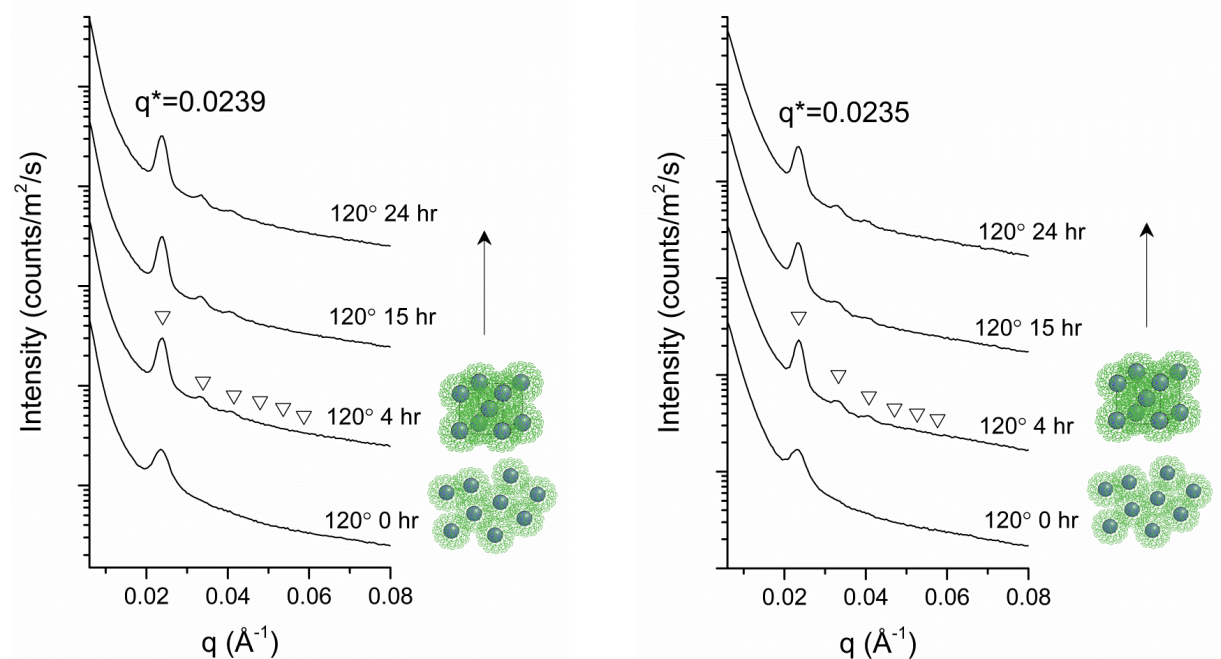 Intensity (counts/m²/s)
q*=0.0239
120° 24 hr
120° 15 hr
120° 4 hr
120° 0 hr
0.02
0.04
0.06
0.08
q (Å⁻¹)
Intensity (counts/m²/s)
q*=0.0235
120° 24 hr
120° 15 hr
120° 4 hr
120° 0 hr
0.02
0.04
0.06
0.08
q (Å⁻¹)